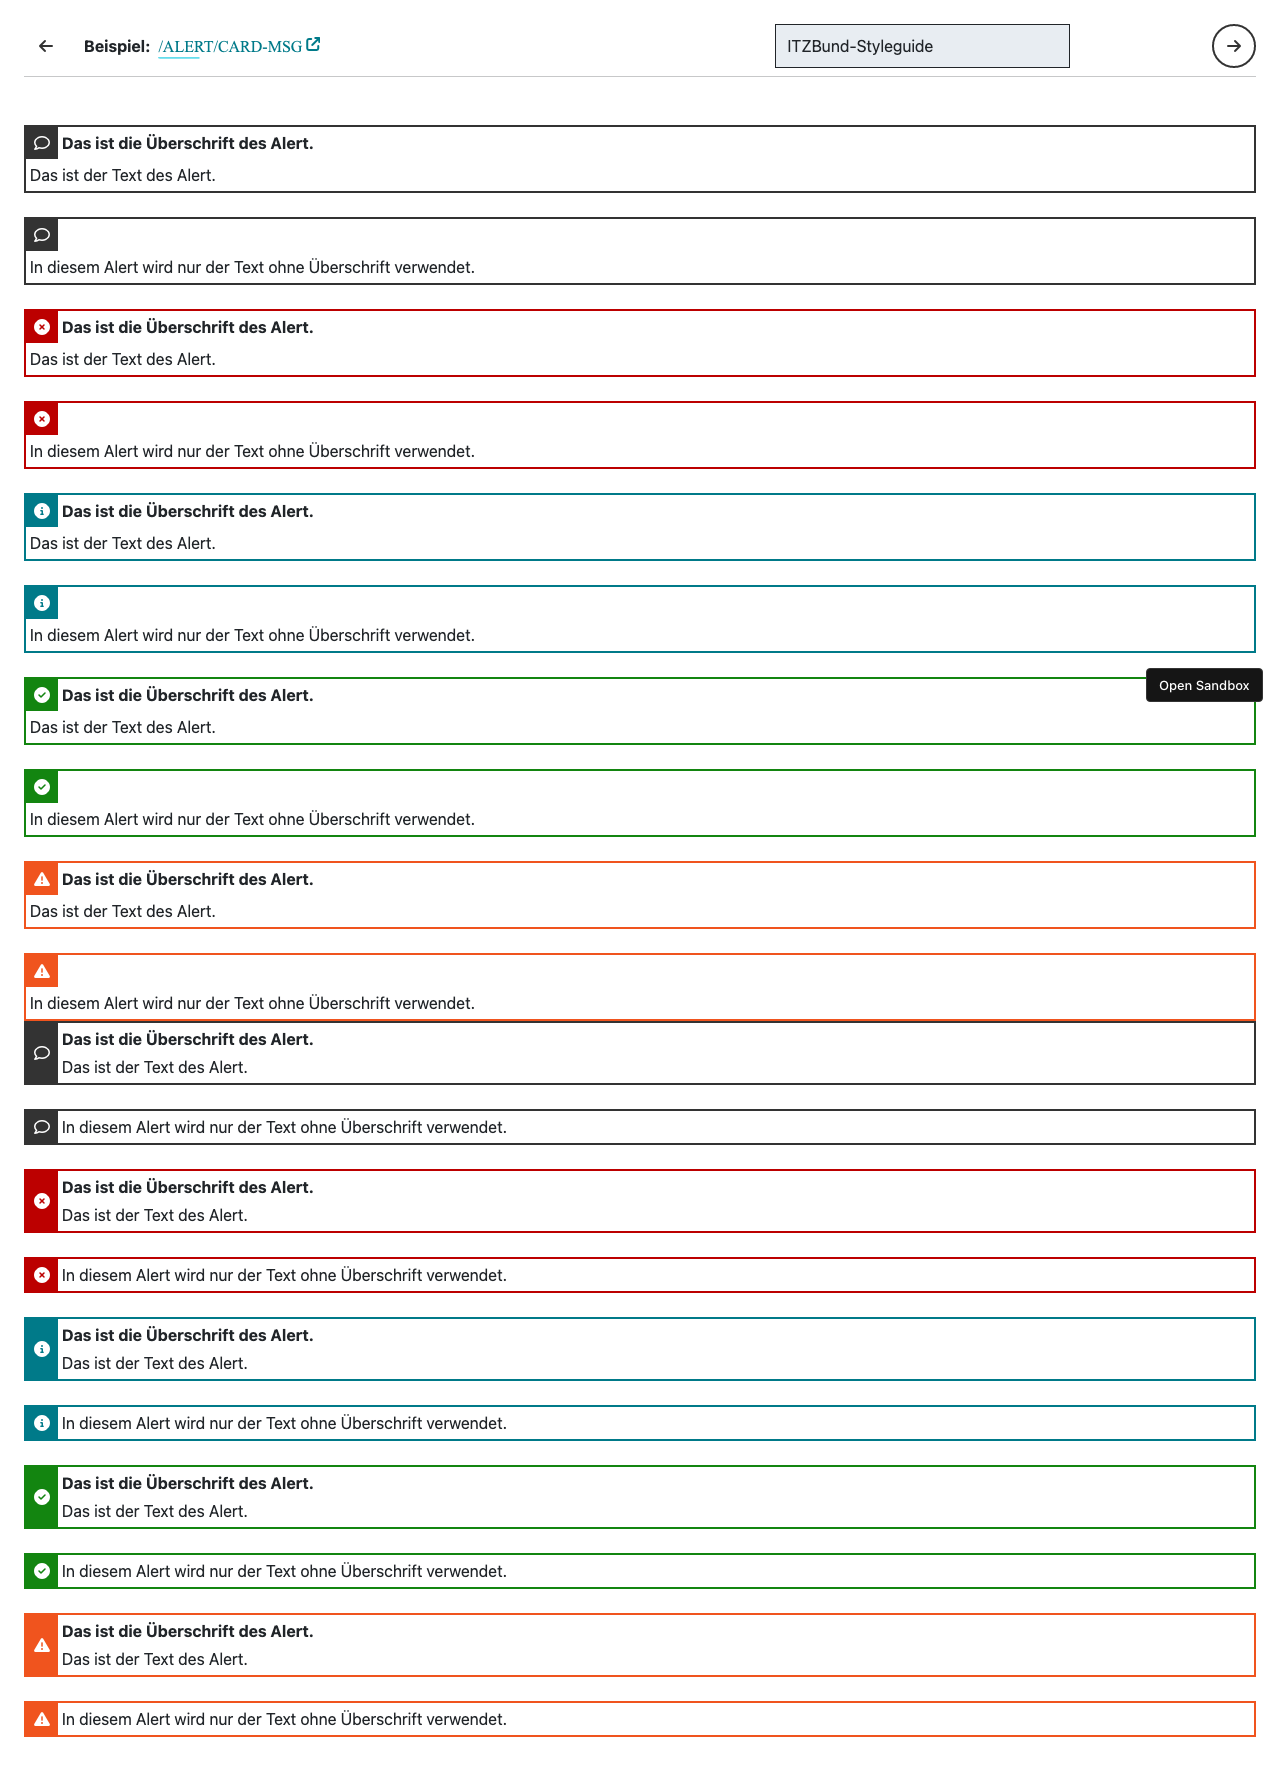 Beispiel: /ALERT/CARD-MSG
ITZBund-Styleguide
Das ist die Überschrift des Alert.
Das ist der Text des Alert.
In diesem Alert wird nur der Text ohne Überschrift verwendet.
Das ist die Überschrift des Alert.
Das ist der Text des Alert.
In diesem Alert wird nur der Text ohne Überschrift verwendet.
Das ist die Überschrift des Alert.
Das ist der Text des Alert.
In diesem Alert wird nur der Text ohne Überschrift verwendet.
Das ist die Überschrift des Alert.
Open Sandbox
Das ist der Text des Alert.
In diesem Alert wird nur der Text ohne Überschrift verwendet.
Das ist die Überschrift des Alert.
Das ist der Text des Alert.
In diesem Alert wird nur der Text ohne Überschrift verwendet.
Das ist die Überschrift des Alert.
Das ist der Text des Alert.
In diesem Alert wird nur der Text ohne Überschrift verwendet.
Das ist die Überschrift des Alert.
Das ist der Text des Alert.
In diesem Alert wird nur der Text ohne Überschrift verwendet.
Das ist die Überschrift des Alert.
Das ist der Text des Alert.
In diesem Alert wird nur der Text ohne Überschrift verwendet.
Das ist die Überschrift des Alert.
Das ist der Text des Alert.
In diesem Alert wird nur der Text ohne Überschrift verwendet.
Das ist die Überschrift des Alert.
Das ist der Text des Alert.
In diesem Alert wird nur der Text ohne Überschrift verwendet.